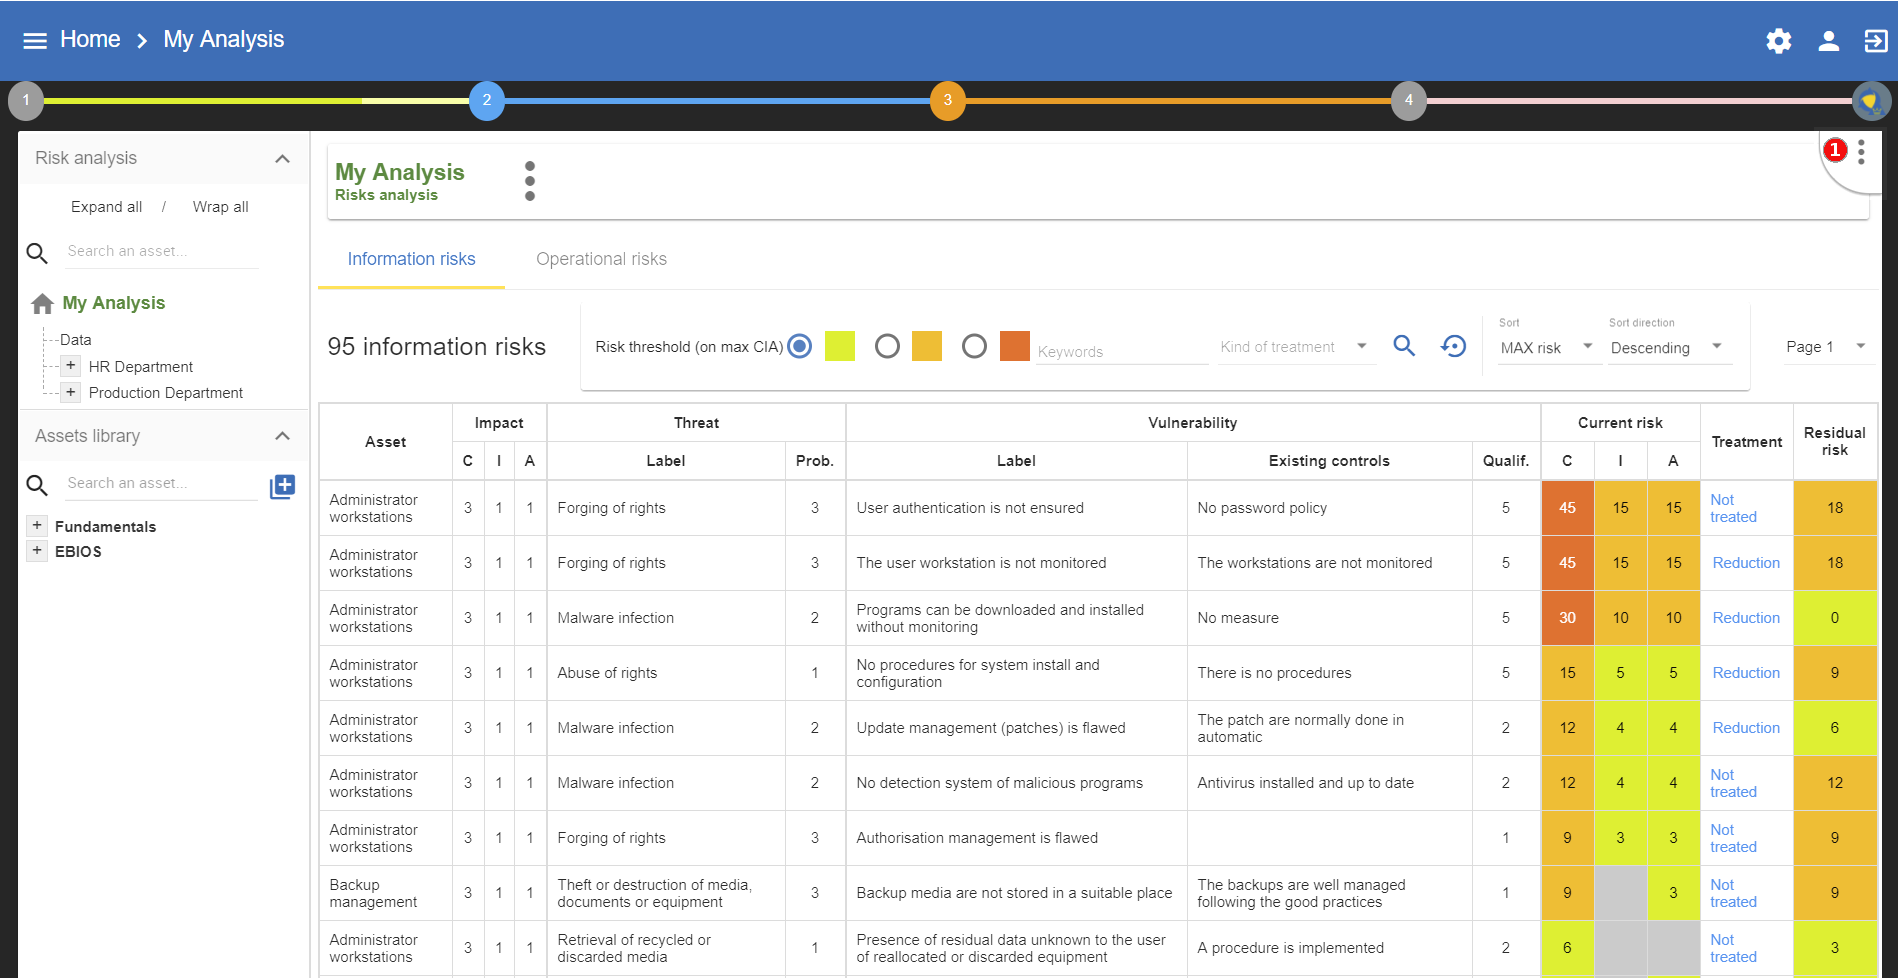 Home > My Analysis
1
2
3
4
Risk analysis
Expand all / Wrap all
Search an asset...
My Analysis
Data
+ HR Department
+ Production Department
Assets library
Search an asset...
+ Fundamentals
+ EBIOS
My Analysis
Risks analysis
1
Information risks Operational risks
95 information risks
Risk threshold (on max CIA)
Keywords
Kind of treatment
Sort
MAX risk
Sort direction
Descending
Page 1
Asset Impact Threat Vulnerability Current risk Treatment Residual risk
C I A Label Prob. Label Existing controls Qualif. C I A
Administrator workstations 3 1 1 Forging of rights 3 User authentication is not ensured No password policy 5 45 15 15 Not treated 18
Administrator workstations 3 1 1 Forging of rights 3 The user workstation is not monitored The workstations are not monitored 5 45 15 15 Reduction 18
Administrator workstations 3 1 1 Malware infection 2 Programs can be downloaded and installed without monitoring No measure 5 30 10 10 Reduction 0
Administrator workstations 3 1 1 Abuse of rights 1 No procedures for system install and configuration There is no procedures 5 15 5 5 Reduction 9
Administrator workstations 3 1 1 Malware infection 2 Update management (patches) is flawed The patch are normally done in automatic 2 12 4 4 Reduction 6
Administrator workstations 3 1 1 Malware infection 2 No detection system of malicious programs Antivirus installed and up to date 2 12 4 4 Not treated 12
Administrator workstations 3 1 1 Forging of rights 3 Authorisation management is flawed 1 9 3 3 Not treated 9
Backup management 3 1 1 Theft or destruction of media, documents or equipment 3 Backup media are not stored in a suitable place The backups are well managed following the good practices 1 9 3 Not treated 9
Administrator workstations 3 1 1 Retrieval of recycled or discarded media 1 Presence of residual data unknown to the user of reallocated or discarded equipment A procedure is implemented 2 6 Not treated 3